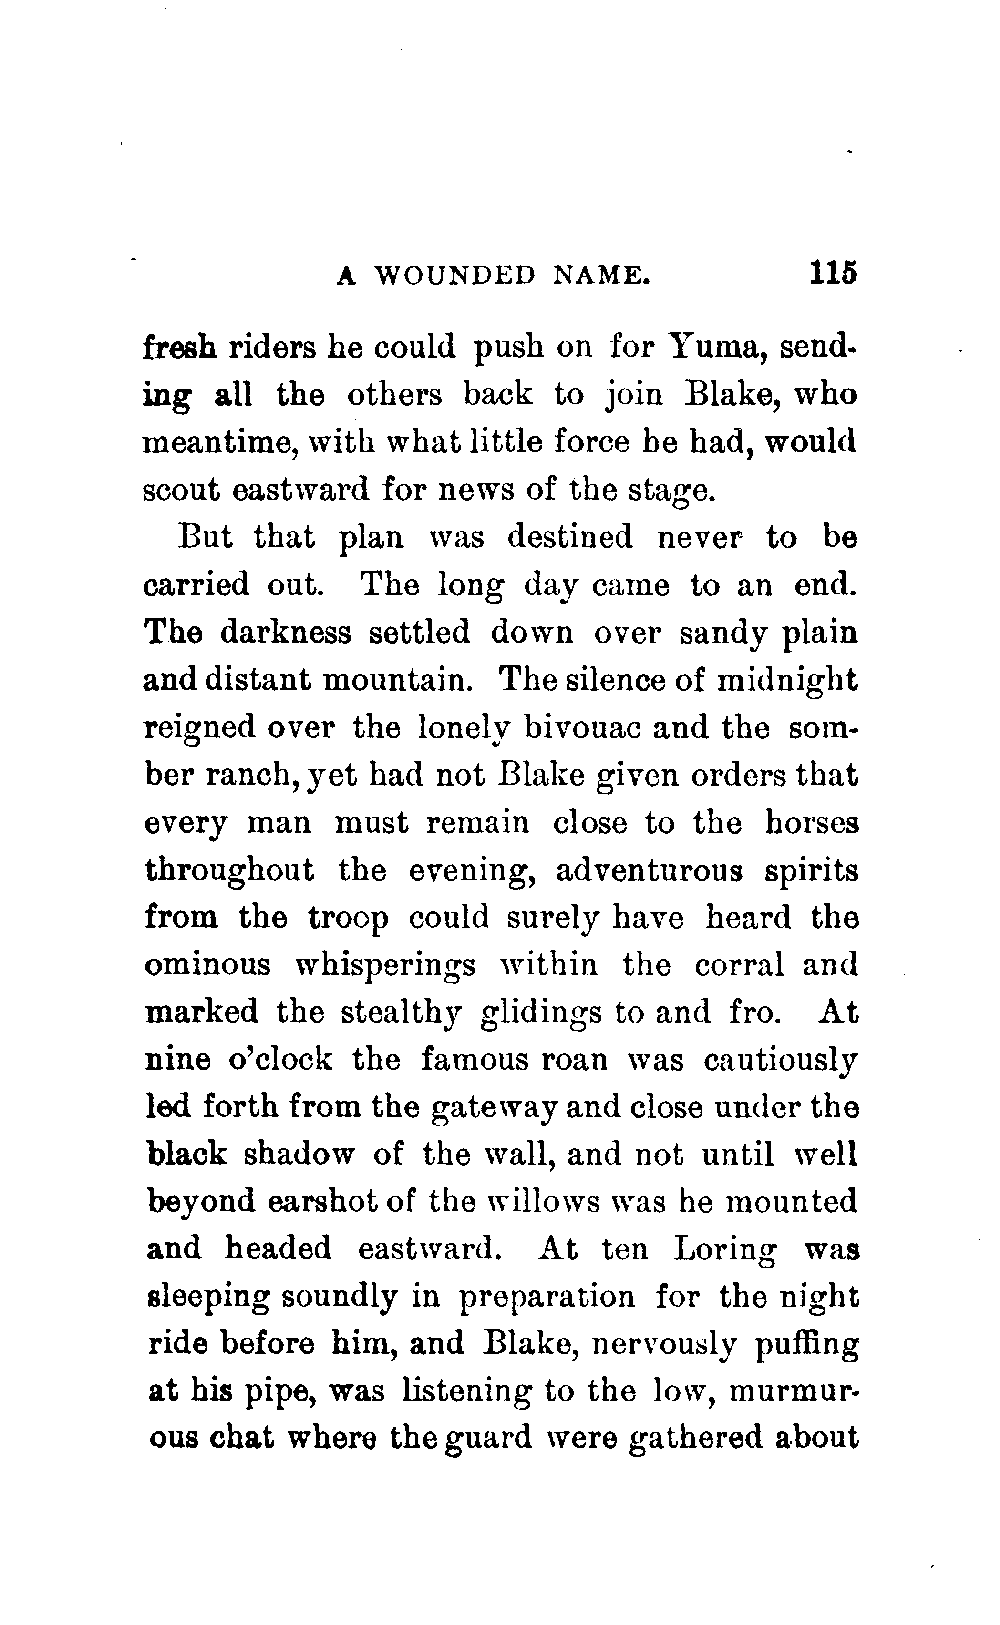 A WOUNDED NAME. 115
fresh riders he could push on for Yuma, send-
ing all the others back to join Blake, who
meantime, with what little force he had, would
scout eastward for news of the stage.
But that plan was destined never to be
carried out. The long day came to an end.
The darkness settled down over sandy plain
and distant mountain. The silence of midnight
reigned over the lonely bivouac and the som-
ber ranch, yet had not Blake given orders that
every man must remain close to the horses
throughout the evening, adventurous spirits
from the troop could surely have heard the
ominous whisperings within the corral and
marked the stealthy glidings to and fro. At
nine o'clock the famous roan was cautiously
led forth from the gateway and close under the
black shadow of the wall, and not until well
beyond earshot of the willows was he mounted
and headed eastward. At ten Loring was
sleeping soundly in preparation for the night
ride before him, and Blake, nervously puffing
at his pipe, was listening to the low, murmur-
ous chat where the guard were gathered about